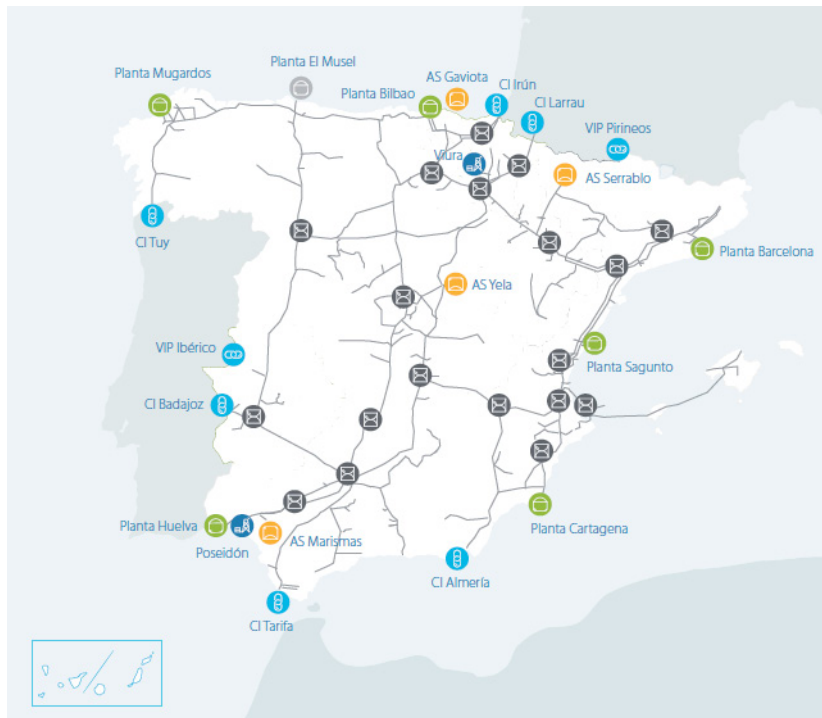 Planta El Musel
Planta Mugardos
AS Gaviota
CI Irún
Planta Bilbao
CI Larrau
VIP Pirineos
Viura
AS Serrablo
CI Tuy
Planta Barcelona
AS Yela
VIP Ibérico
Planta Sagunto
CI Badajoz
Planta Huelva
Planta Cartagena
AS Marismas
Poseidón
CI Almería
CI Tarifa